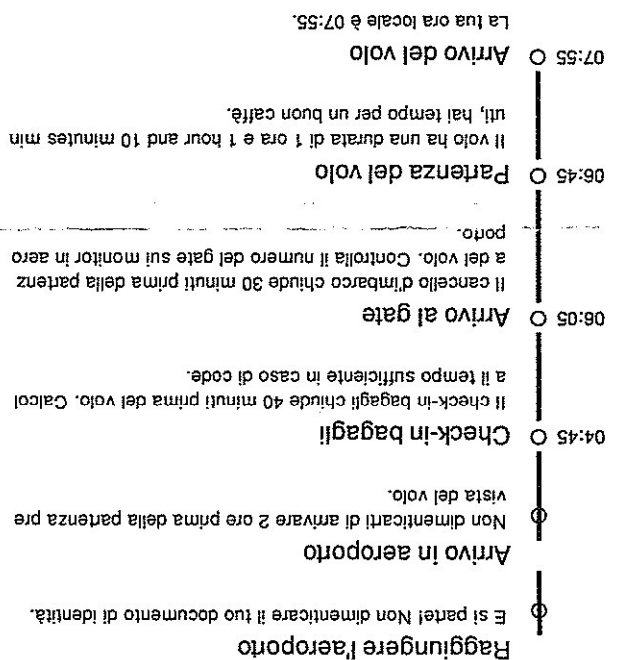 Raggiungere l'aeroporto
E si parte! Non dimenticare il tuo documento di identità.
Arrivo in aeroporto
Non dimenticarti di arrivare 2 ore prima della partenza pre
vista del volo.
04:45 Check-in bagagli
Il check-in bagagli chiude 40 minuti prima del volo. Calcol
a il tempo sufficiente in caso di code.
06:05 Arrivo al gate
Il cancello d'imbarco chiude 30 minuti prima della partenz
a del volo. Controlla il numero del gate sui monitor in aero
porto.
06:45 Partenza del volo
Il volo ha una durata di 1 ora e 1 hour and 10 minutes min
uti, hai tempo per un buon caffè.
07:55 Arrivo del volo
La tua ora locale è 07:55.